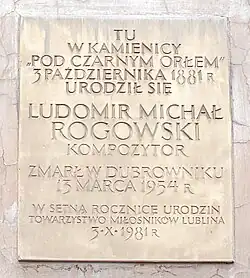 TU
W KAMIENICY
„POD CZARNYM ORŁEM”
3 PAŹDZIERNIKA 1881 R
URODZIŁ SIĘ
LUDOMIR MICHAŁ
ROGOWSKI
KOMPOZYTOR
ZMARŁ W DUBROWNIKU
13 MARCA 1954 R
W SETNĄ ROCZNICĘ URODZIN
TOWARZYSTWO MIŁOŚNIKÓW LUBLINA
3·X·1981 R